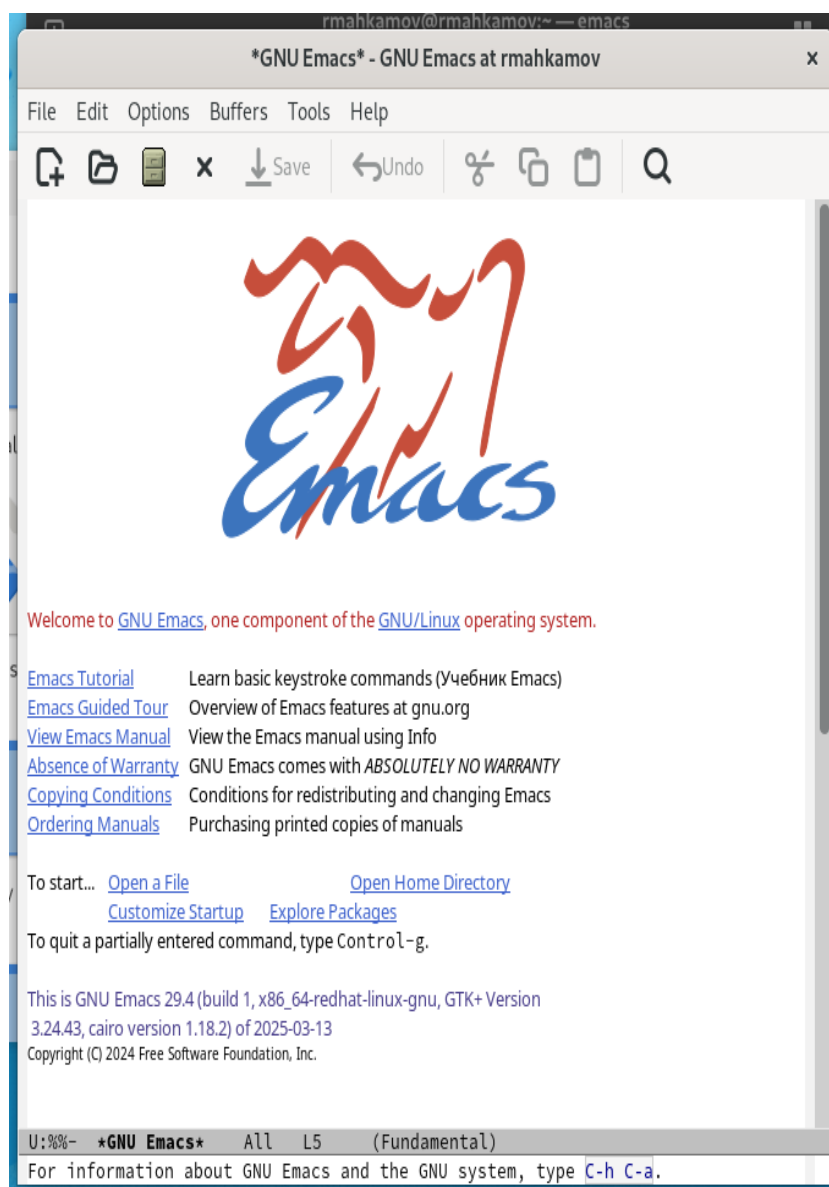 rmahkamov@rmahkamov:~ — emacs
*GNU Emacs* - GNU Emacs at rmahkamov
File Edit Options Buffers Tools Help
Save Undo
Emacs
Welcome to GNU Emacs, one component of the GNU/Linux operating system.
Emacs Tutorial Learn basic keystroke commands (Учебник Emacs)
Emacs Guided Tour Overview of Emacs features at gnu.org
View Emacs Manual View the Emacs manual using Info
Absence of Warranty GNU Emacs comes with ABSOLUTELY NO WARRANTY
Copying Conditions Conditions for redistributing and changing Emacs
Ordering Manuals Purchasing printed copies of manuals
To start... Open a File Open Home Directory
Customize Startup Explore Packages
To quit a partially entered command, type Control-g.
This is GNU Emacs 29.4 (build 1, x86_64-redhat-linux-gnu, GTK+ Version
3.24.43, cairo version 1.18.2) of 2025-03-13
Copyright (C) 2024 Free Software Foundation, Inc.
U:%%- *GNU Emacs* All L5 (Fundamental)
For information about GNU Emacs and the GNU system, type C-h C-a.